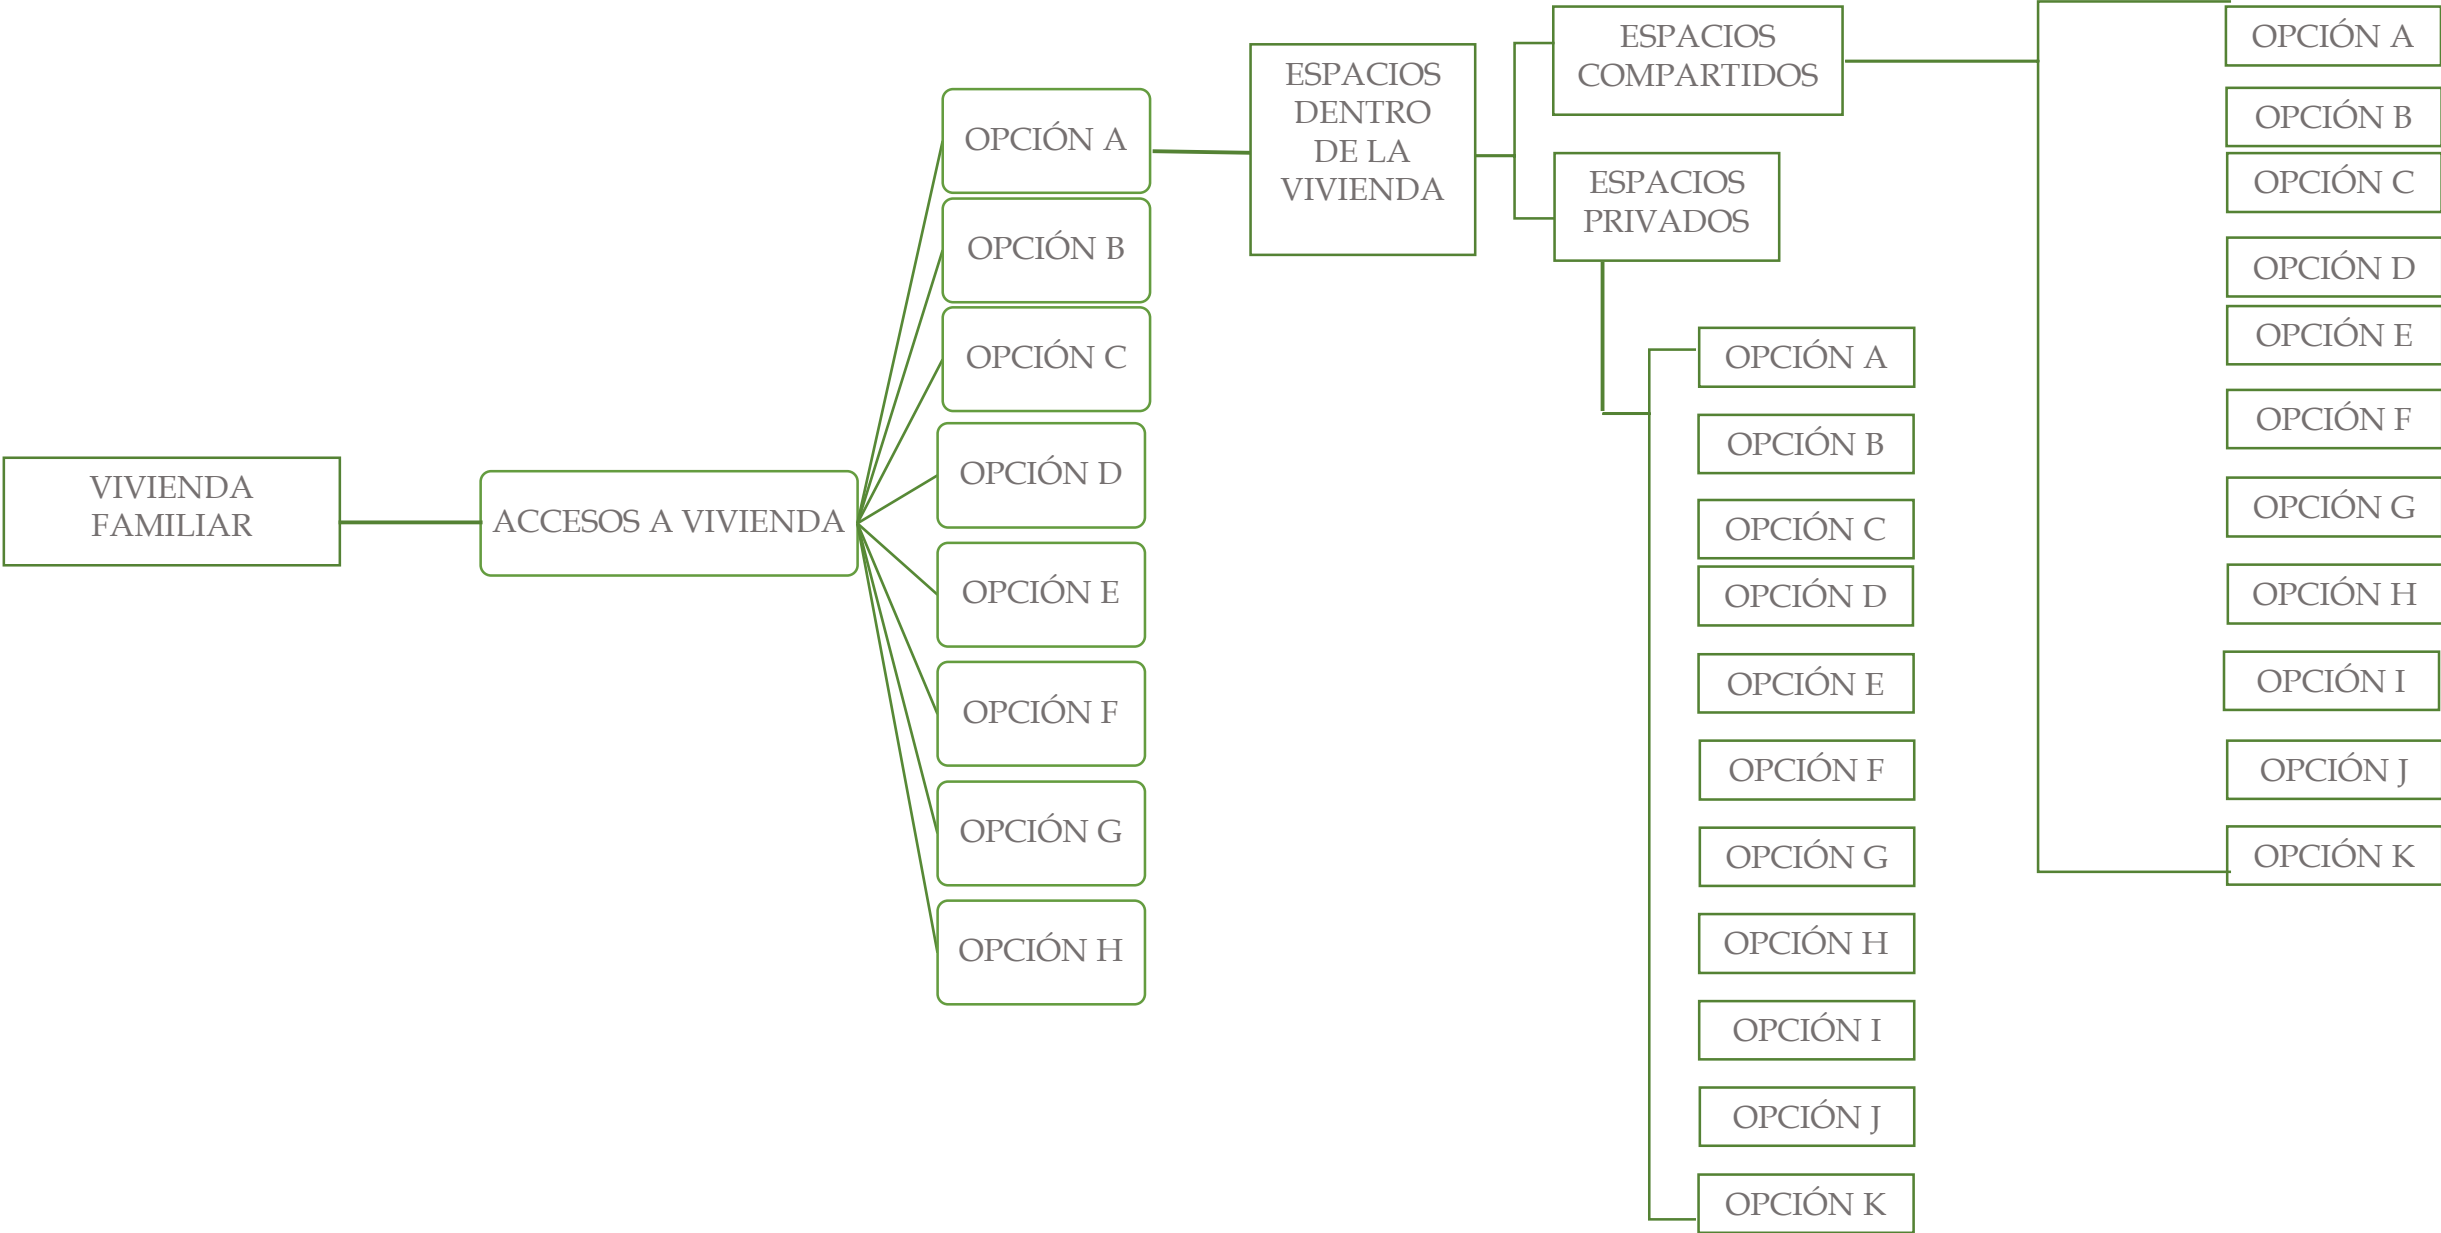 VIVIENDA
FAMILIAR
ACCESOS A VIVIENDA
OPCIÓN A
OPCIÓN B
OPCIÓN C
OPCIÓN D
OPCIÓN E
OPCIÓN F
OPCIÓN G
OPCIÓN H
ESPACIOS
DENTRO
DE LA
VIVIENDA
ESPACIOS
COMPARTIDOS
ESPACIOS
PRIVADOS
OPCIÓN A
OPCIÓN B
OPCIÓN C
OPCIÓN D
OPCIÓN E
OPCIÓN F
OPCIÓN G
OPCIÓN H
OPCIÓN I
OPCIÓN J
OPCIÓN K
OPCIÓN A
OPCIÓN B
OPCIÓN C
OPCIÓN D
OPCIÓN E
OPCIÓN F
OPCIÓN G
OPCIÓN H
OPCIÓN I
OPCIÓN J
OPCIÓN K